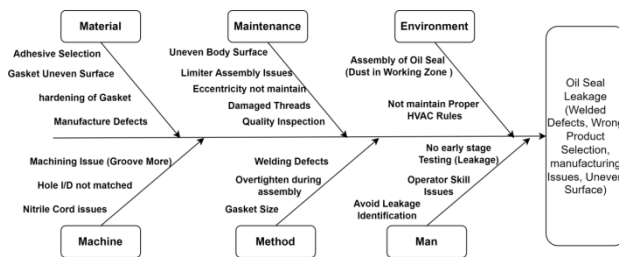 Material
Maintenance
Environment
Adhesive Selection
Gasket Uneven Surface
hardening of Gasket
Manufacture Defects
Uneven Body Surface
Limiter Assembly Issues
Eccentricity not maintain
Damaged Threads
Quality Inspection
Assembly of Oil Seal
(Dust in Working Zone )
Not maintain Proper
HVAC Rules
Oil Seal
Leakage
(Welded
Defects, Wrong
Product
Selection,
manufacturing
Issues, Uneven
Surface)
Machining Issue (Groove More)
Hole I/D not matched
Nitrile Cord issues
Welding Defects
Overtighten during
assembly
Gasket Size
No early stage
Testing (Leakage)
Operator Skill
Issues
Avoid Leakage
Identification
Machine
Method
Man